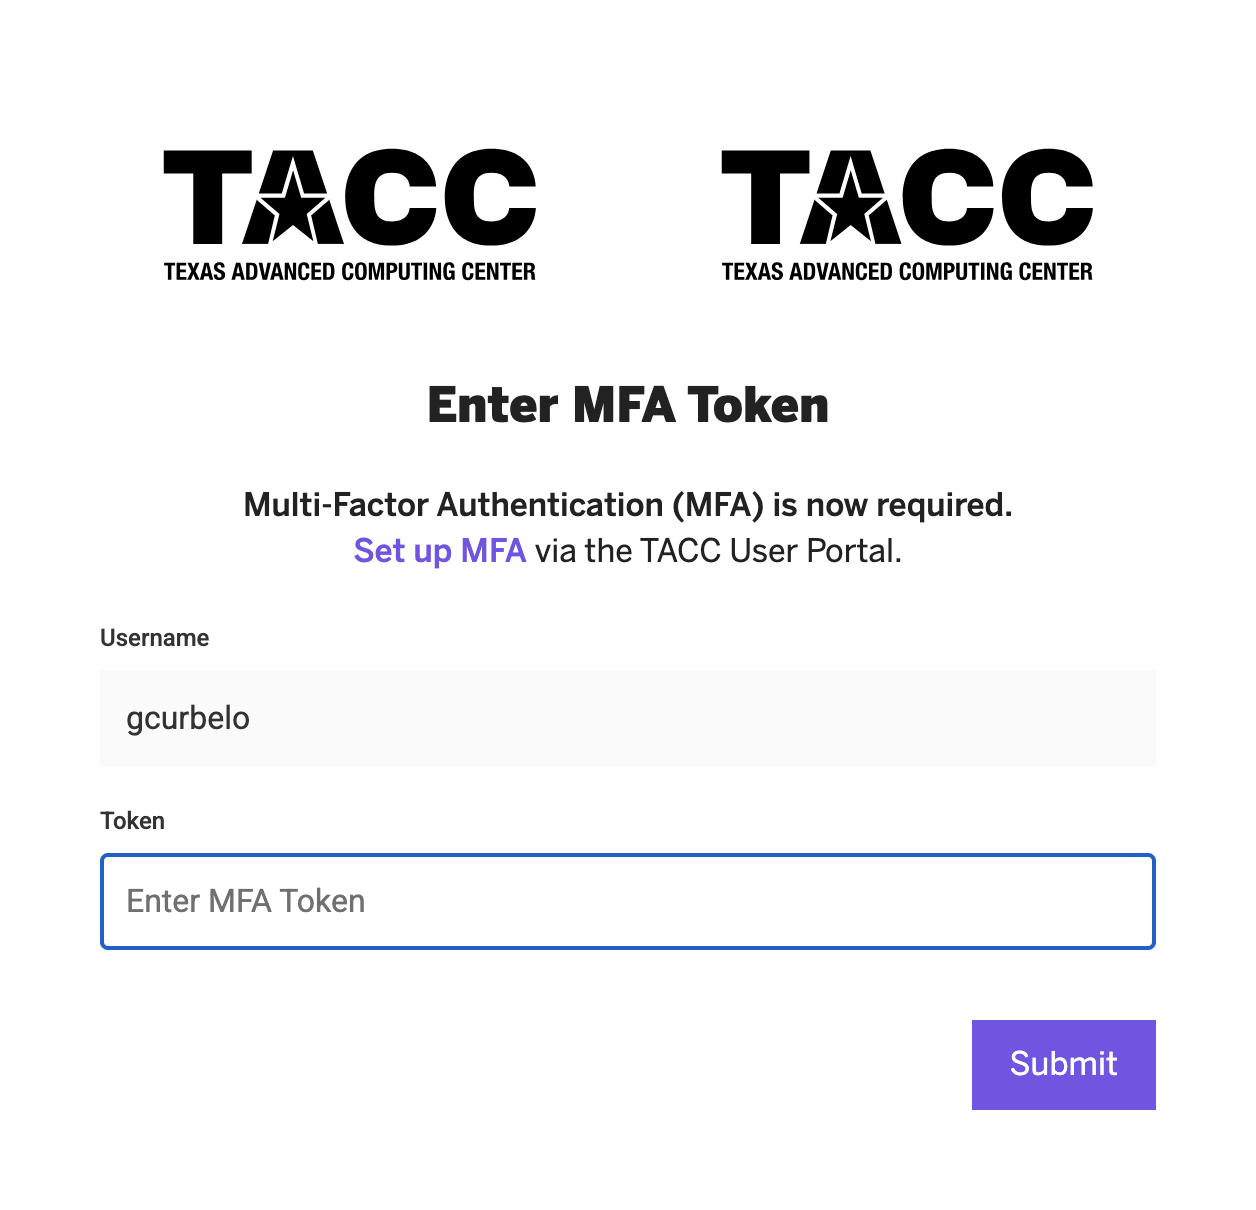 TACC TACC
TEXAS ADVANCED COMPUTING CENTER TEXAS ADVANCED COMPUTING CENTER
Enter MFA Token
Multi-Factor Authentication (MFA) is now required.
Set up MFA via the TACC User Portal.
Username
gcurbelo
Token
Enter MFA Token
Submit